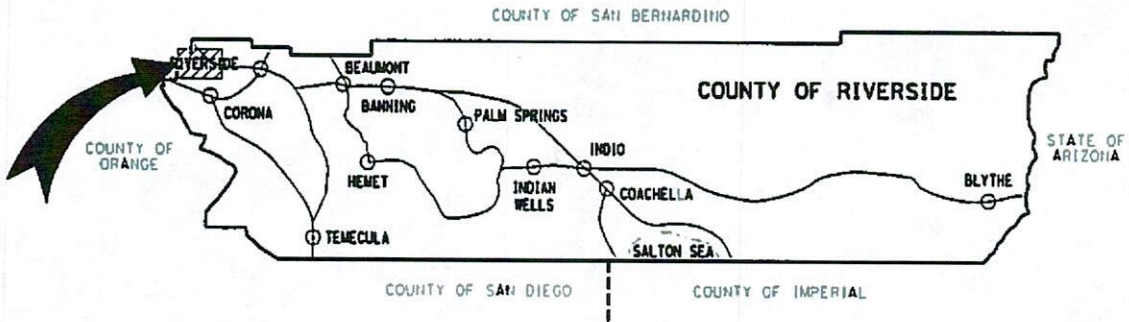 COUNTY OF SAN BERNARDINO
RIVERSIDE
BEAUMONT
COUNTY OF RIVERSIDE
CORONA
BANNING
PALM SPRINGS
COUNTY OF
ORANGE
STATE OF
ARIZONA
INDIO
HEMET
INDIAN
WELLS
BLYTHE
COACHELLA
TEMECULA
SALTON SEA
COUNTY OF SAN DIEGO
COUNTY OF IMPERIAL